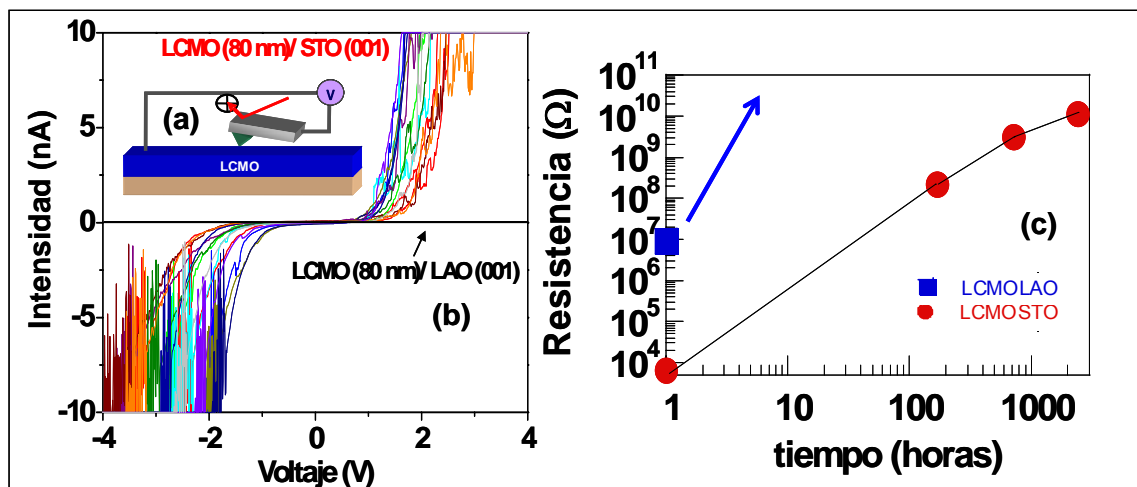 10
5
0
-5
-10
Intensidad (nA)
LCMO (80 nm)/ STO (001)
(a)
V
LCMO
LCMO (80 nm)/ LAO (001)
(b)
-4
-2
0
2
4
Voltaje (V)
10^11
10^10
10^9
10^8
10^7
10^6
10^5
10^4
Resistencia (Ω)
(c)
LCMOLAO
LCMOSTO
1
10
100
1000
tiempo (horas)